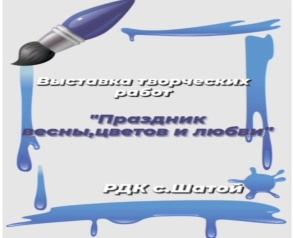 Выставка творческих
работ
"Праздник
весны,цветов и любви"
РДК с.Шатой